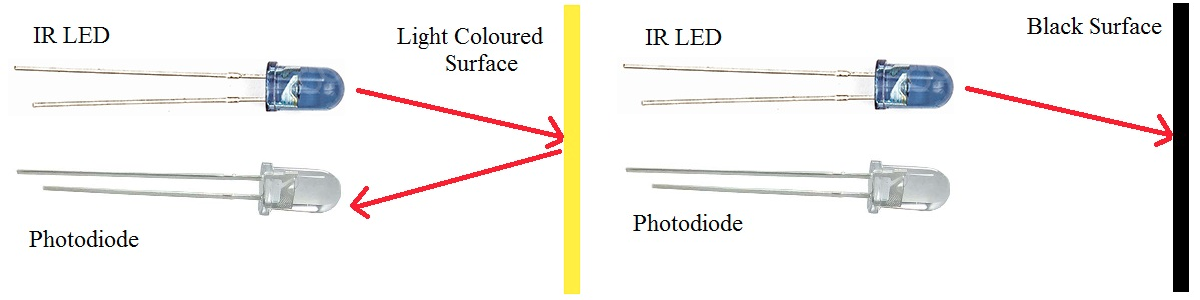 IR LED
Light Coloured
Surface
Photodiode
IR LED
Black Surface
Photodiode